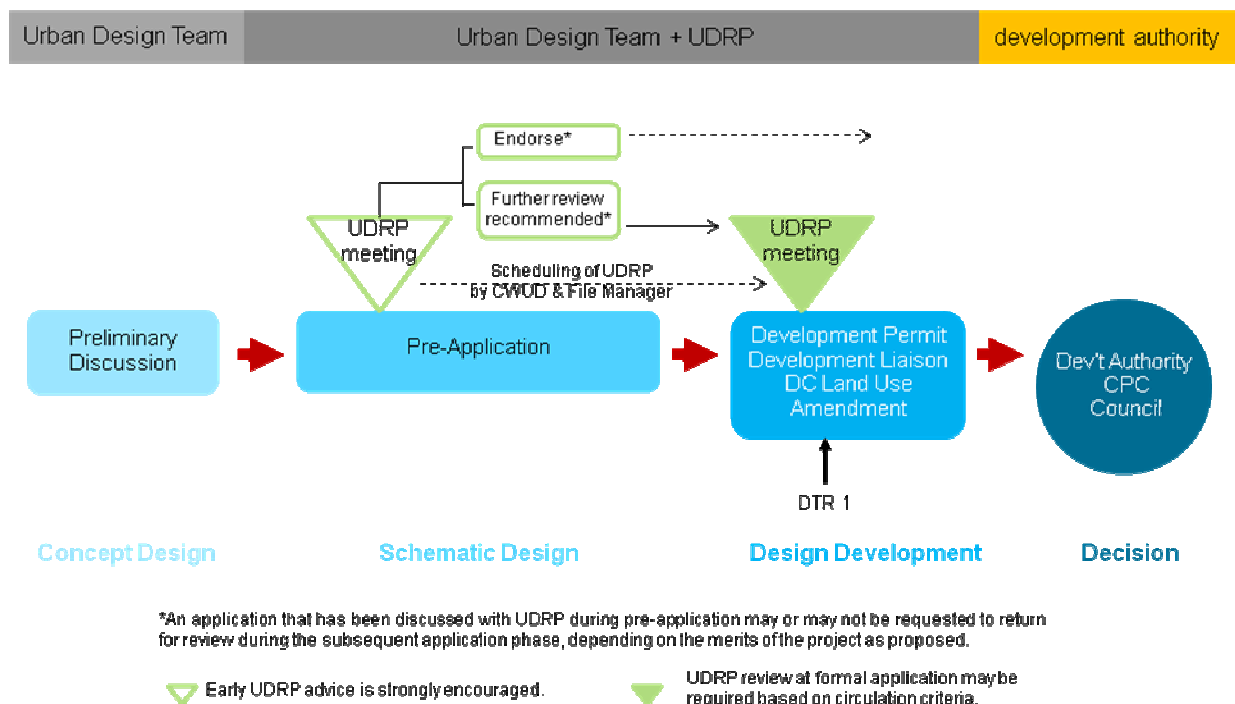 Urban Design Team
Urban Design Team + UDRP
development authority
Endorse*
Further review
recommended*
UDRP
meeting
UDRP
meeting
Scheduling of UDRP
by CWUD & File Manager
Preliminary
Discussion
Pre-Application
Development Permit
Development Liaison
DC Land Use
Amendment
Dev't Authority
CPC
Council
DTR 1
Concept Design
Schematic Design
Design Development
Decision
*An application that has been discussed with UDRP during pre-application may or may not be requested to return
for review during the subsequent application phase, depending on the merits of the project as proposed.
Early UDRP advice is strongly encouraged.
UDRP review at formal application may be
required based on circulation criteria.